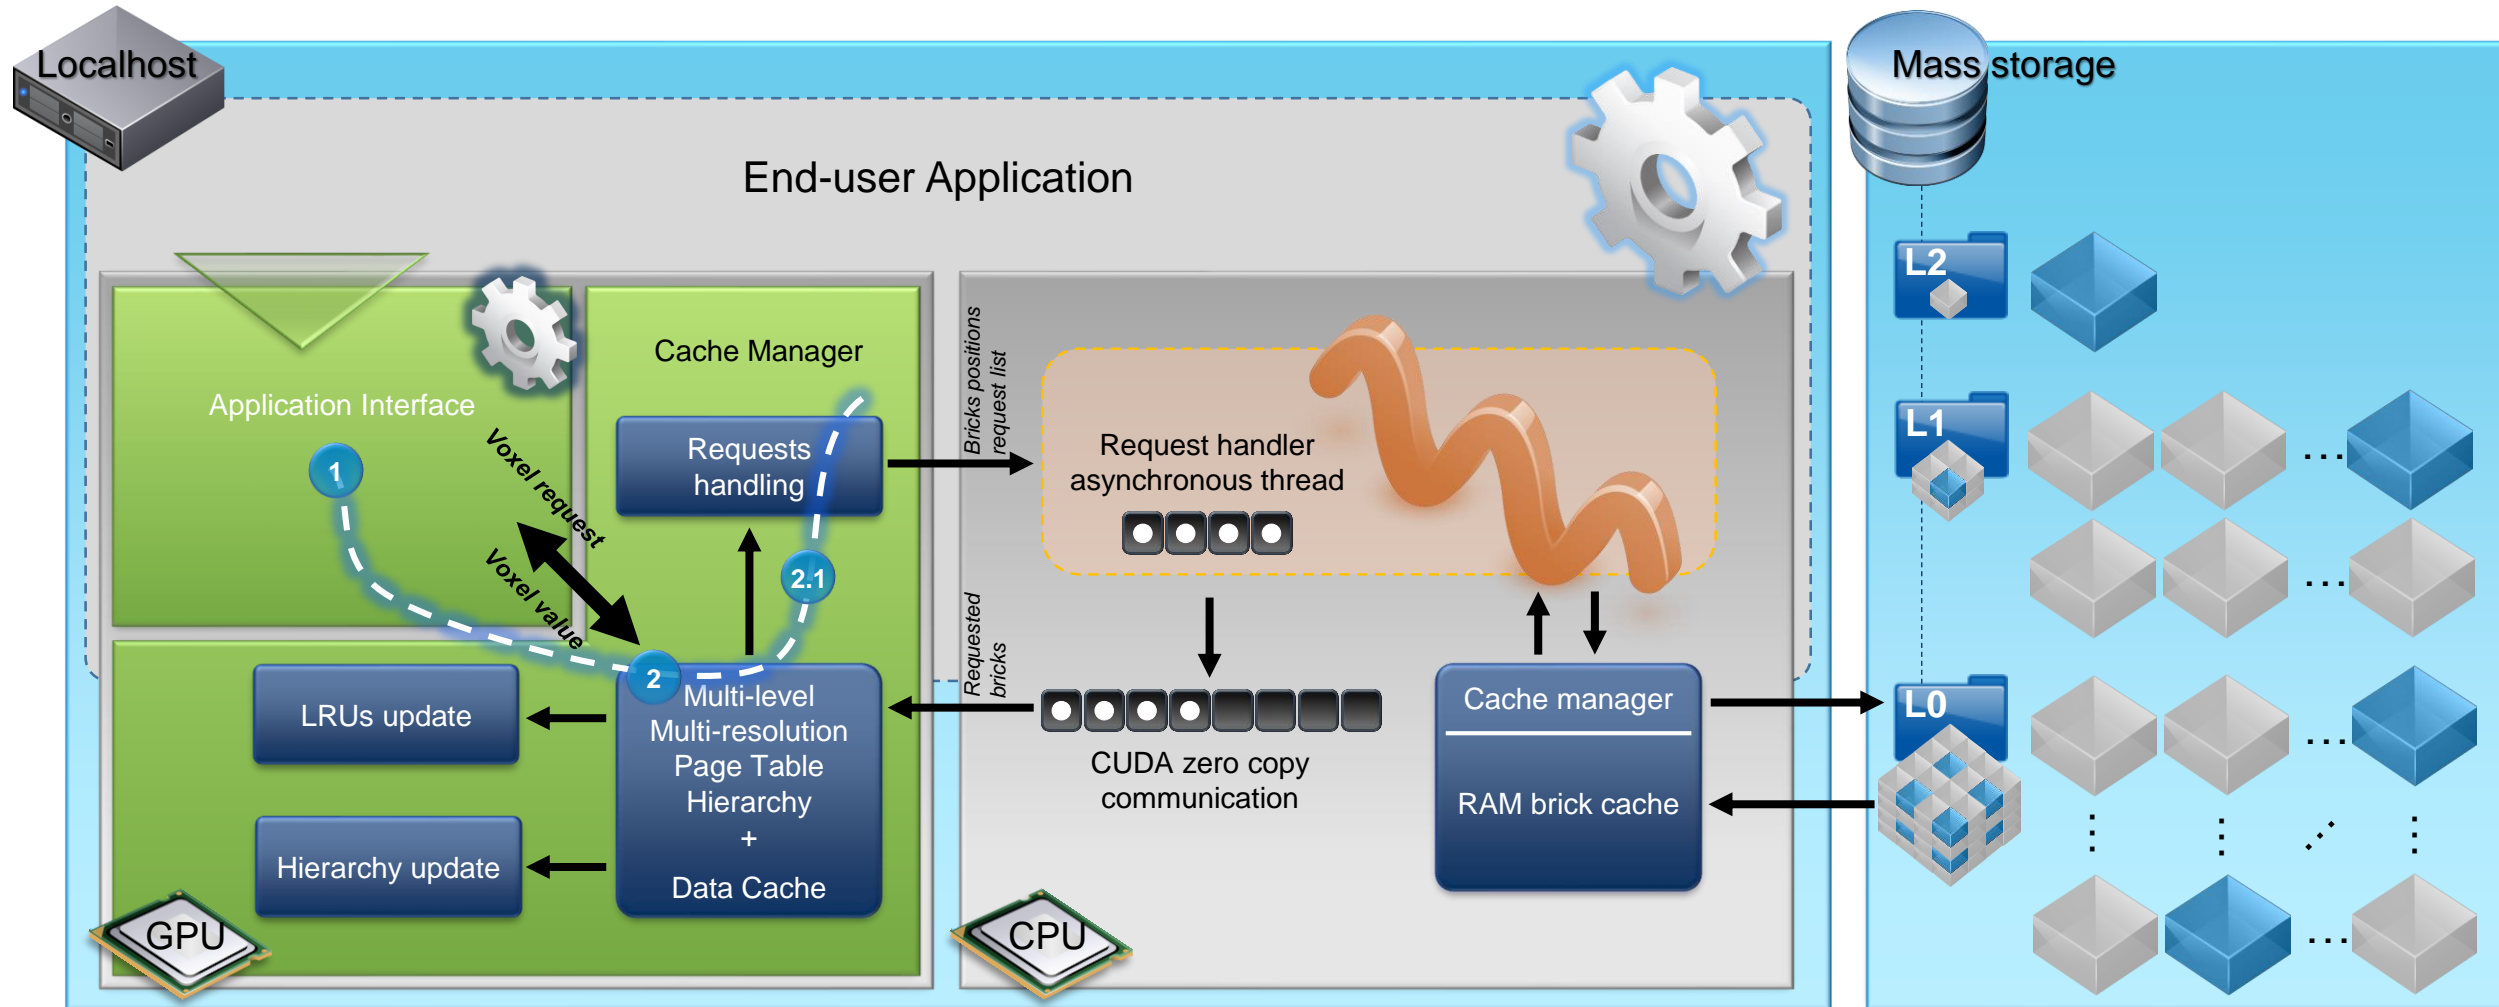 Localhost
End-user Application
Mass storage
Application Interface
1
Voxel request
Voxel value
Cache Manager
Requests
handling
2.1
2
Multi-level
Multi-resolution
Page Table
Hierarchy
+
Data Cache
LRUs update
Hierarchy update
GPU
Bricks positions
request list
Request handler
asynchronous thread
Requested
bricks
CUDA zero copy
communication
Cache manager
RAM brick cache
CPU
L2
L1
...
...
L0
...
...